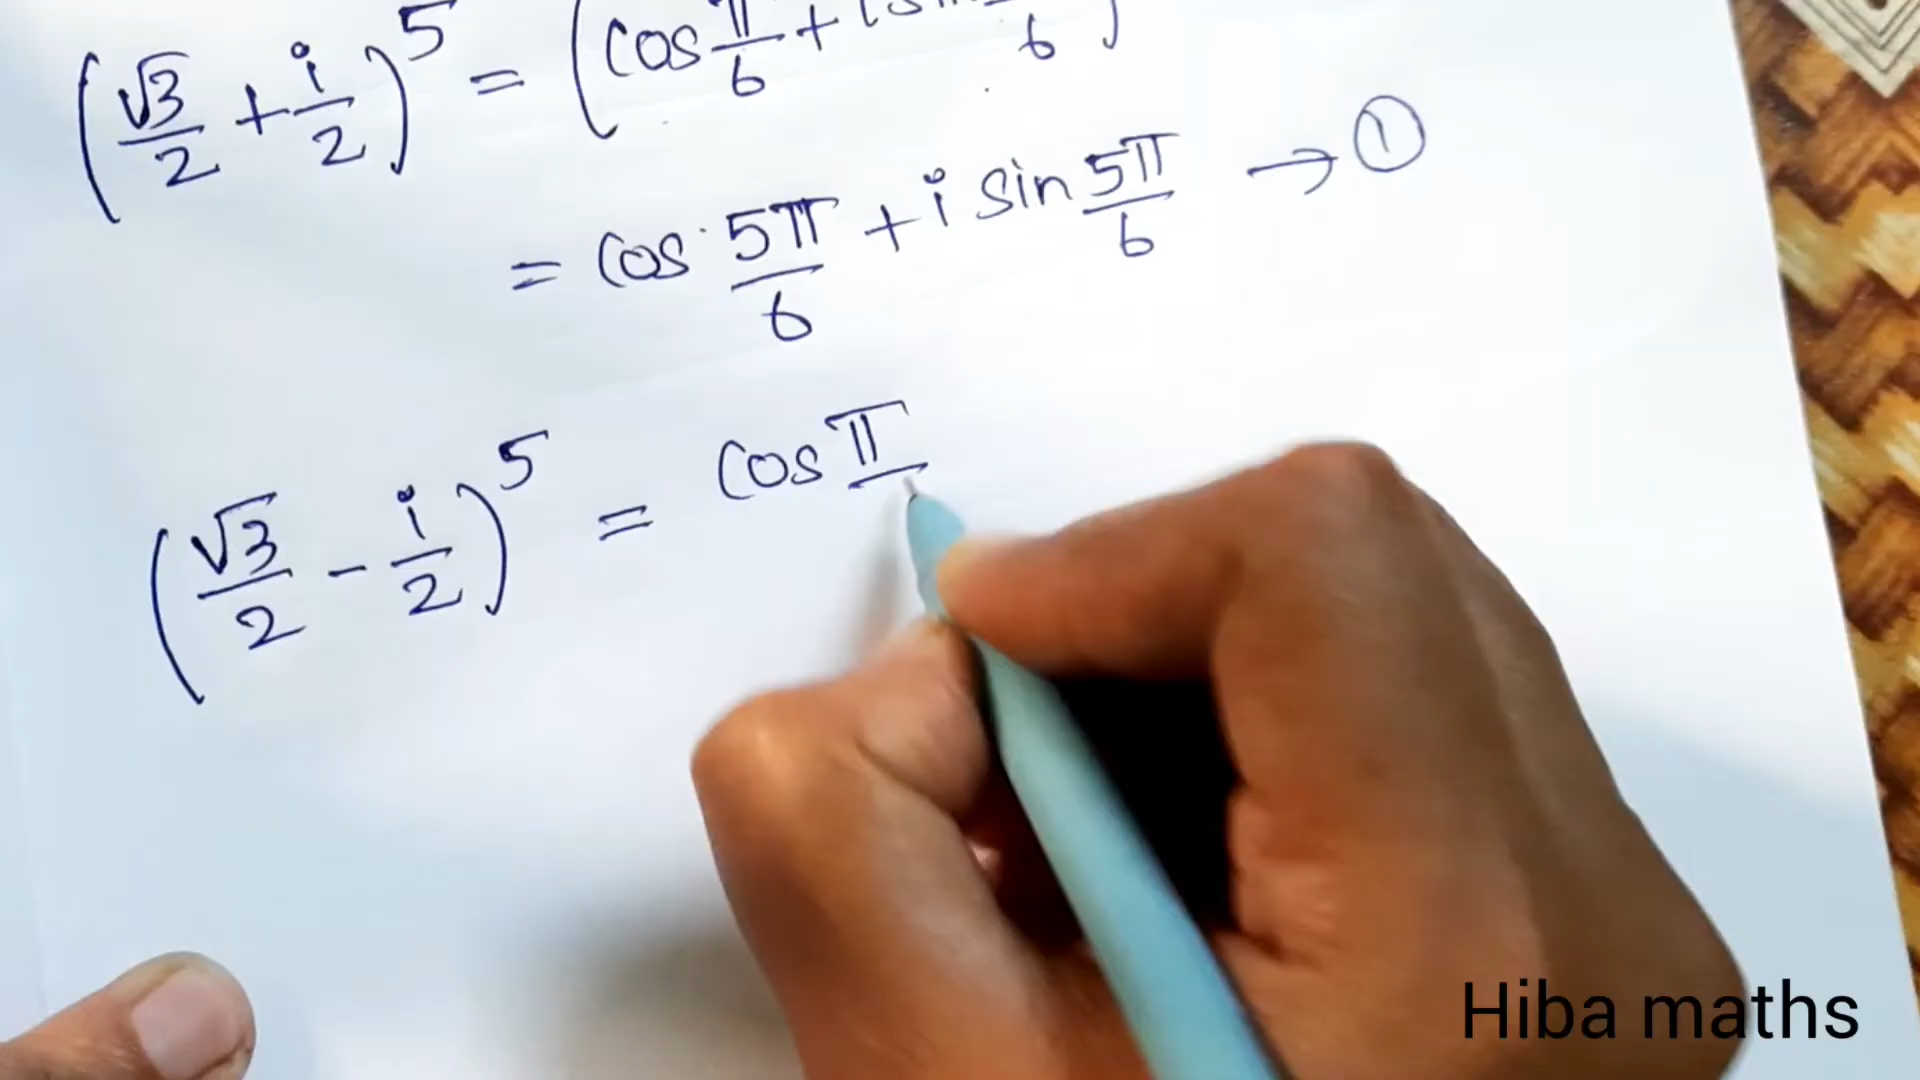 (√3/2 + i/2)^5 = (cos π/6 + i sin /6)
= cos 5π/6 + i sin 5π/6 → ①
(√3/2 - i/2)^5 = cos π
Hiba maths